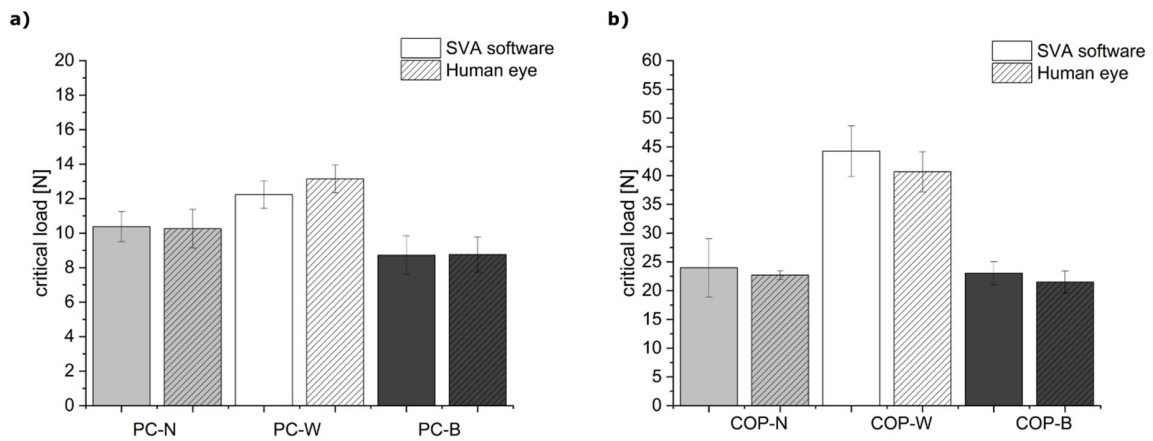 a)
SVA software
Human eye
critical load [N]
20
18
16
14
12
10
8
6
4
2
0
PC-N
PC-W
PC-B
b)
SVA software
Human eye
critical load [N]
60
55
50
45
40
35
30
25
20
15
10
5
0
COP-N
COP-W
COP-B